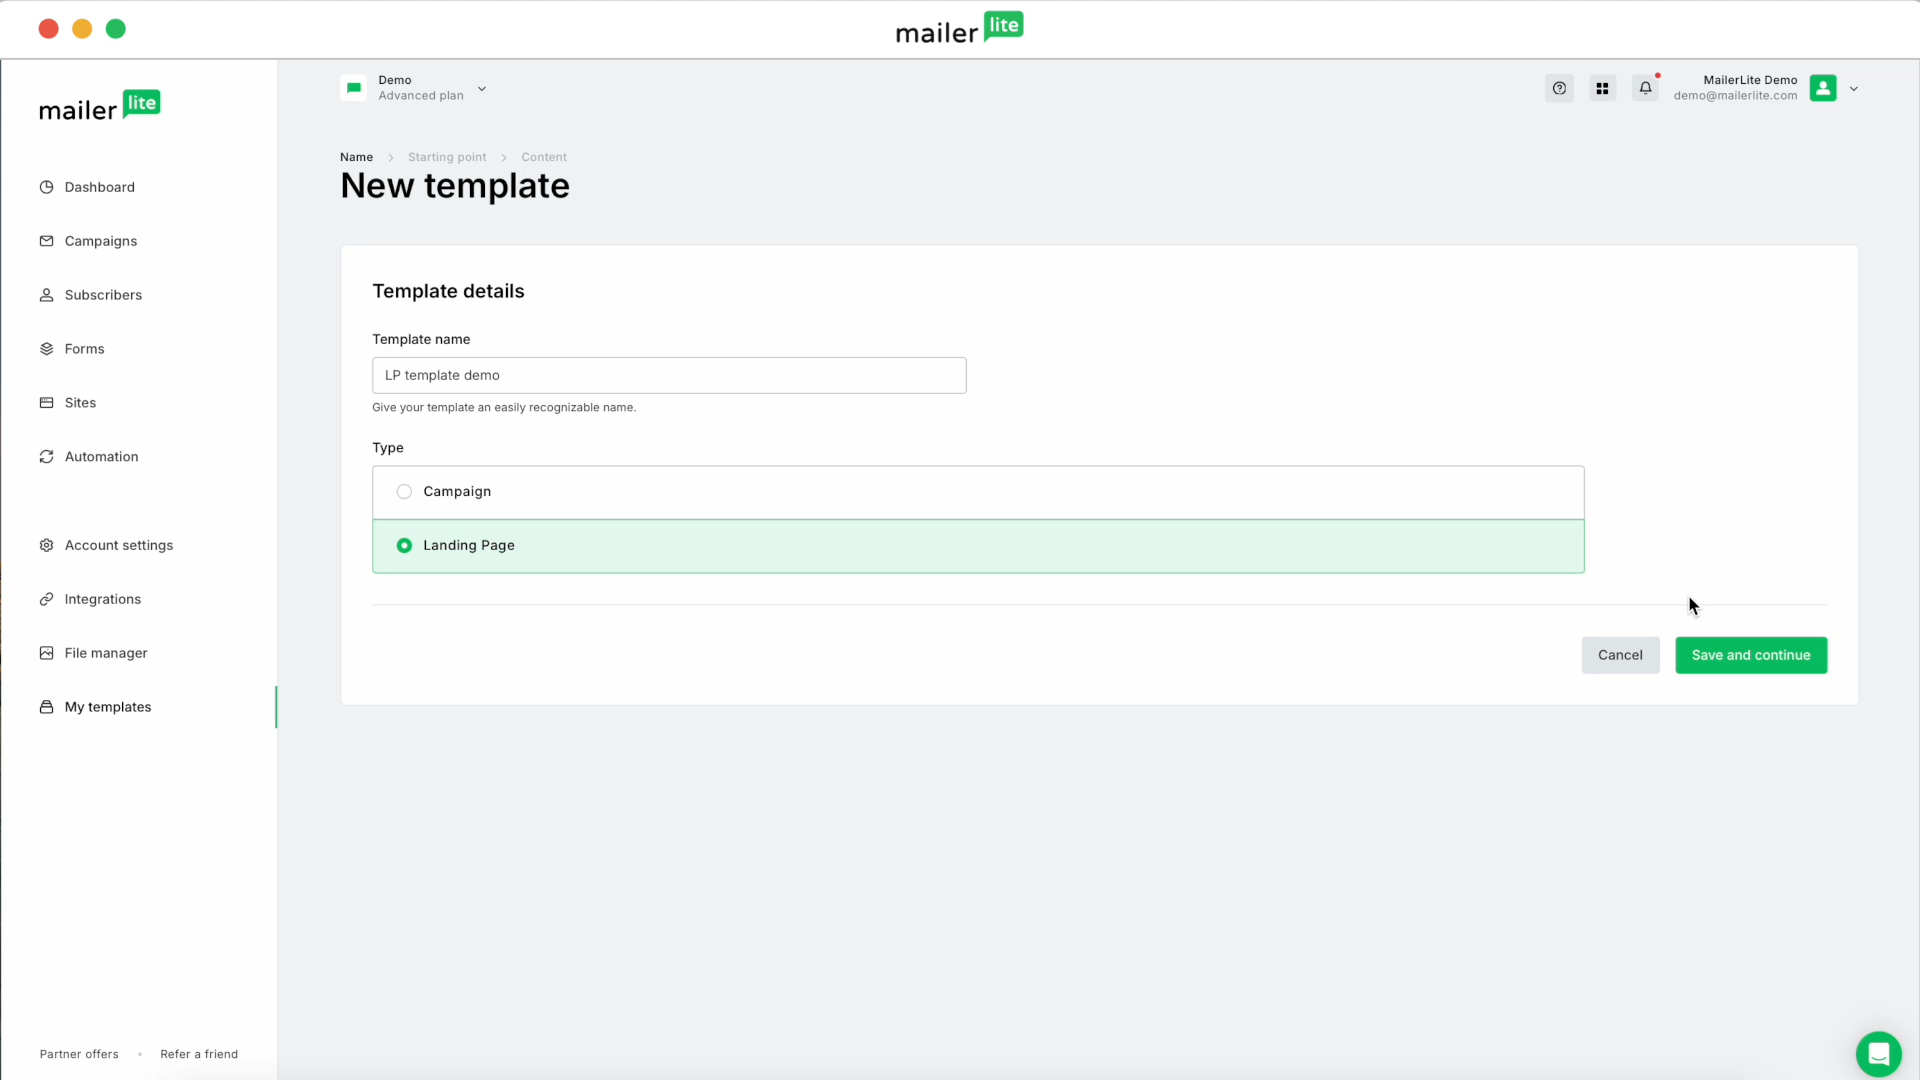 mailer lite
mailer lite
Demo
Advanced plan
MailerLite Demo
demo@mailerlite.com
Dashboard
Campaigns
Subscribers
Forms
Sites
Automation
Account settings
Integrations
File manager
My templates
Partner offers • Refer a friend
Name > Starting point > Content
New template
Template details
Template name
LP template demo
Give your template an easily recognizable name.
Type
Campaign
Landing Page
Cancel
Save and continue